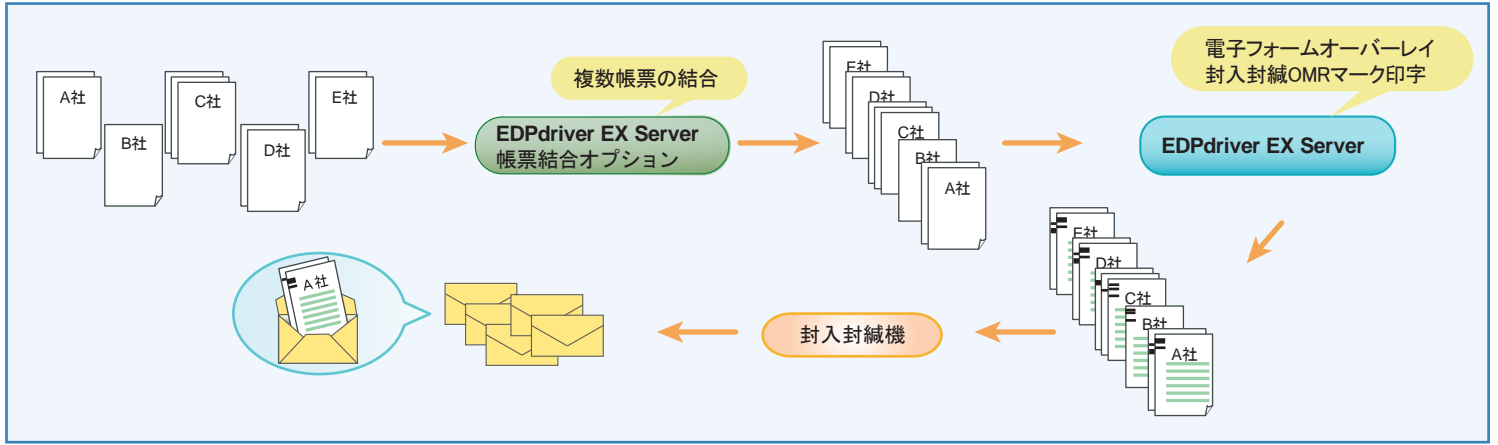 A社
B社
C社
D社
E社
複数帳票の結合
EDPdriver EX Server
帳票結合オプション
E社
D社
C社
B社
A社
電子フォームオーバーレイ
封入封緘OMRマーク印字
EDPdriver EX Server
E社
D社
C社
B社
A社
封入封緘機
A社